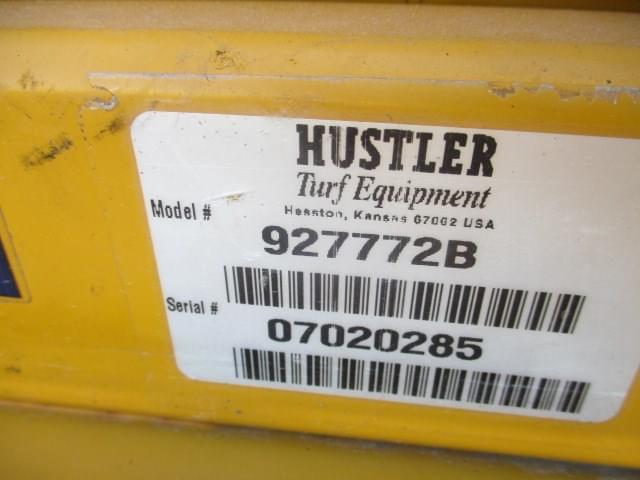 HUSTLER
Turf Equipment
Hesston, Kansas 67062 USA
Model #
927772B
Serial #
07020285